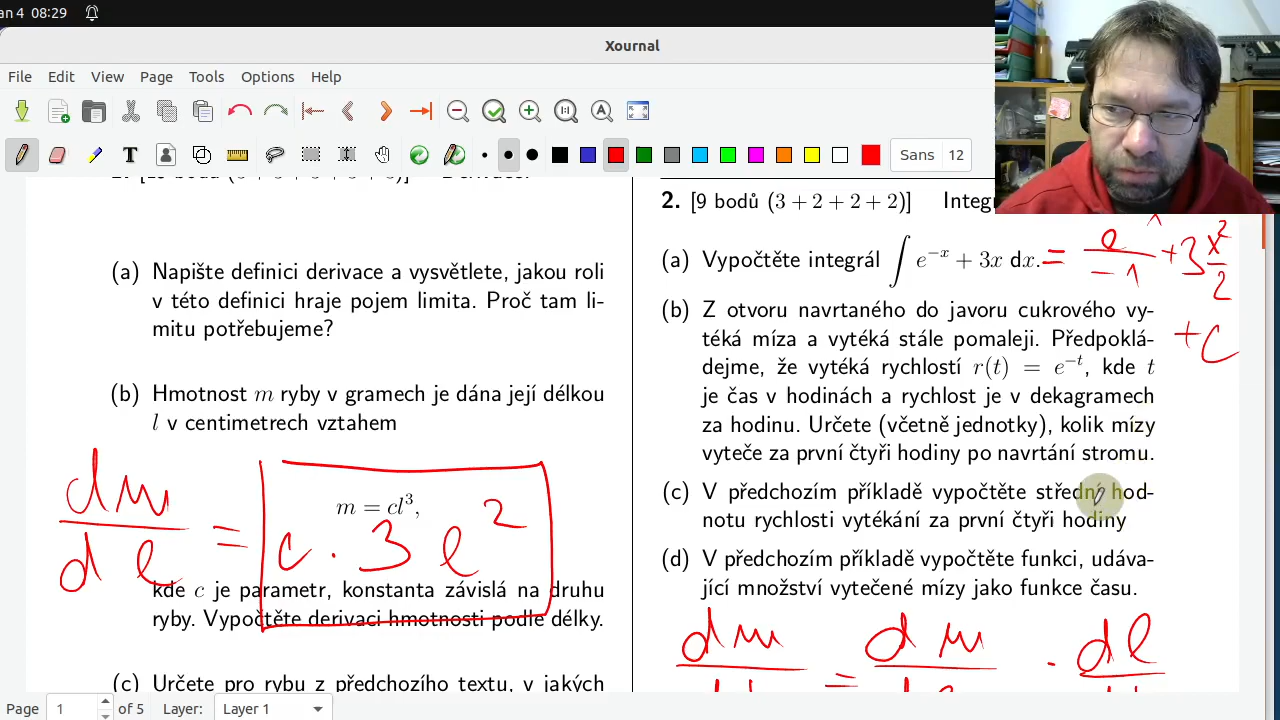 an 4 08:29
Xournal
File Edit View Page Tools Options Help
Sans 12
2. [9 bodů (3 + 2 + 2 + 2)] Integ
(a) Napište definici derivace a vysvětlete, jakou roli
v této definici hraje pojem limita. Proč tam li-
mitu potřebujeme?
(b) Hmotnost m ryby v gramech je dána její délkou
l v centimetrech vztahem
m = cl³,
dm/dl = c · 3 l²
kde c je parametr, konstanta závislá na druhu
ryby. Vypočtěte derivaci hmotnosti podle délky.
(c) Určete pro rybu z předchozího textu, v jakých
(a) Vypočtěte integrál ∫ e⁻ˣ + 3x dx. = e/−1 + 3 x²/2
+ c
(b) Z otvoru navrtaného do javoru cukrového vy-
téká míza a vytéká stále pomaleji. Předpoklá-
dejme, že vytéká rychlostí r(t) = e⁻ᵗ, kde t
je čas v hodinách a rychlost je v dekagramech
za hodinu. Určete (včetně jednotky), kolik mízy
vyteče za první čtyři hodiny po navrtání stromu.
(c) V předchozím příkladě vypočtěte střední hod-
notu rychlosti vytékání za první čtyři hodiny
(d) V předchozím příkladě vypočtěte funkci, udáva-
jící množství vytečené mízy jako funkce času.
dm = dm · dl
Page 1 of 5 Layer: Layer 1